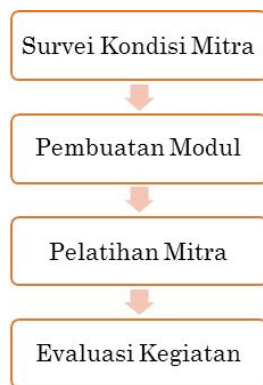 Survei Kondisi Mitra
Pembuatan Modul
Pelatihan Mitra
Evaluasi Kegiatan